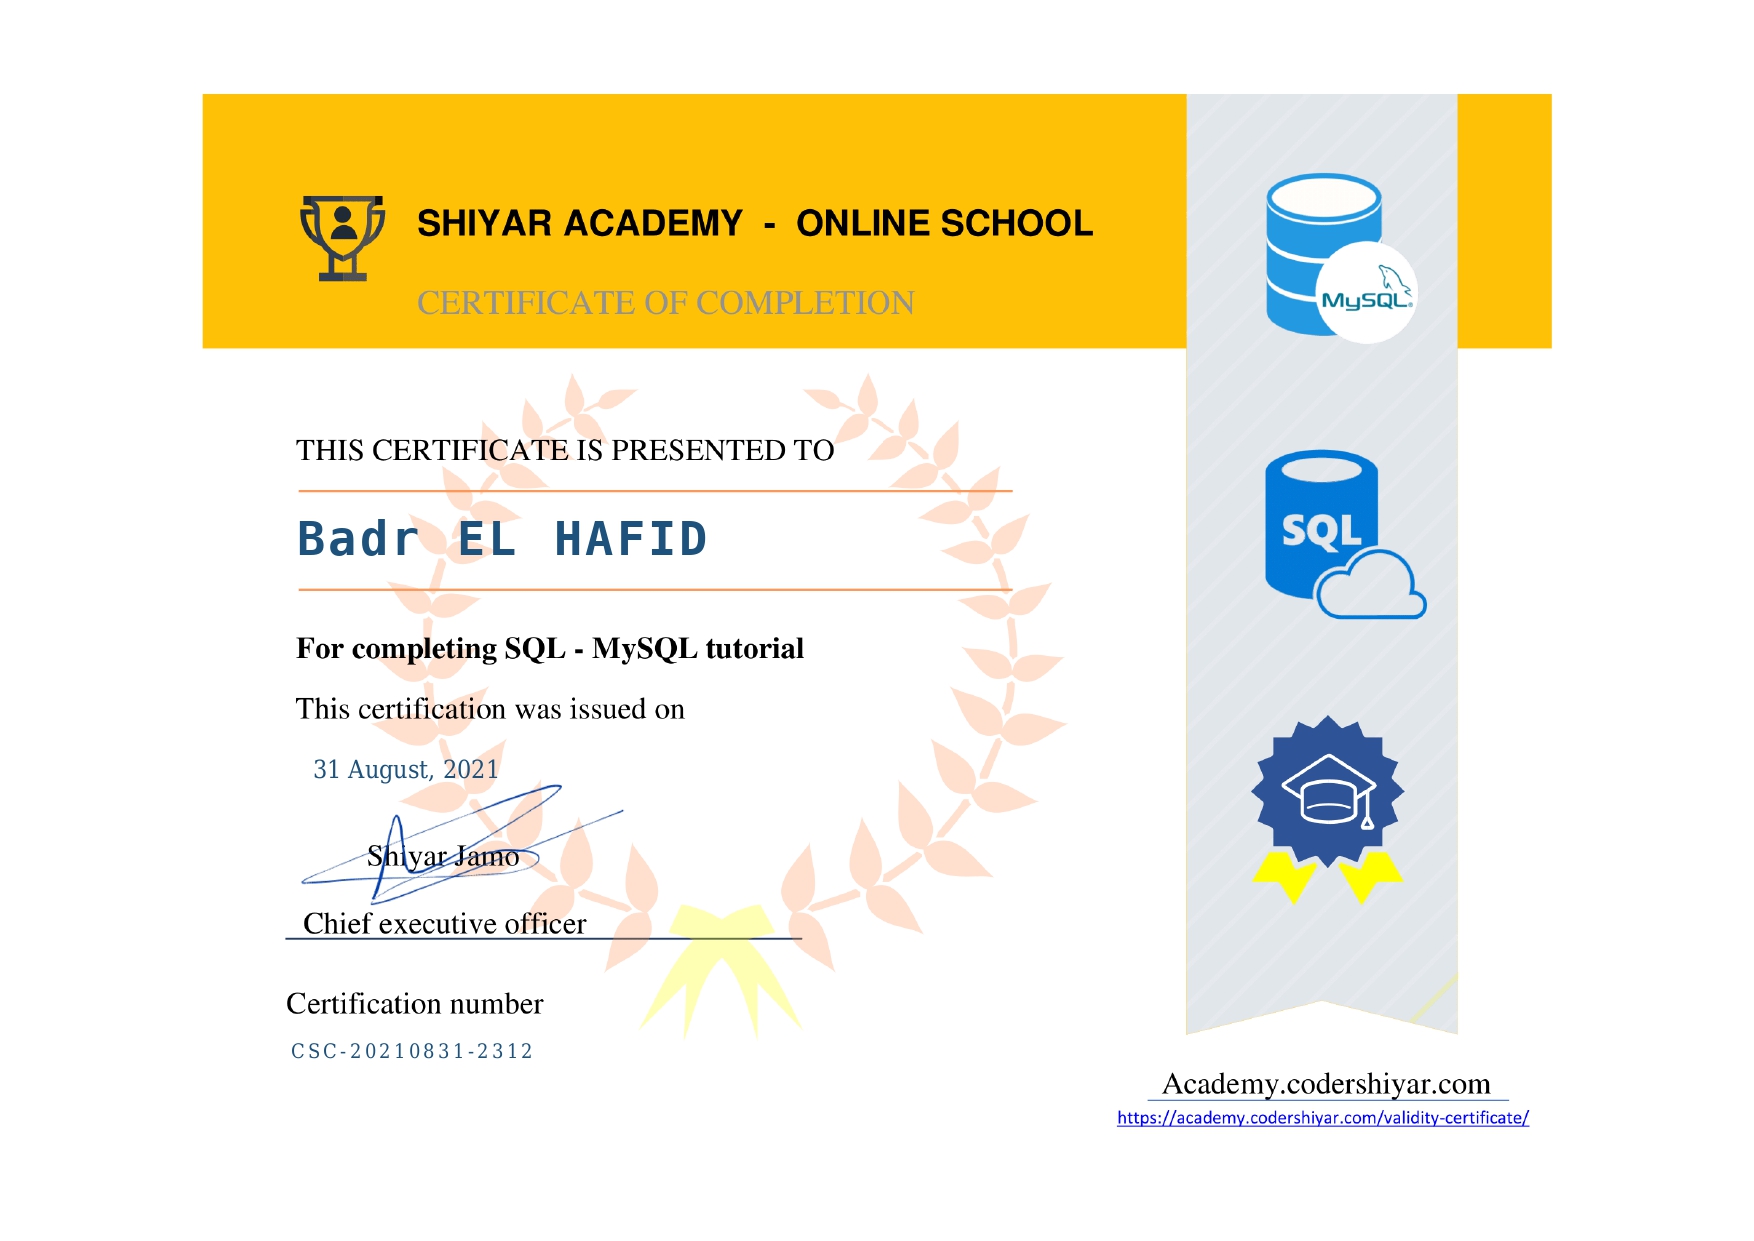 SHIYAR ACADEMY - ONLINE SCHOOL
CERTIFICATE OF COMPLETION
MySQL
THIS CERTIFICATE IS PRESENTED TO
Badr EL HAFID
SQL
For completing SQL - MySQL tutorial
This certification was issued on
31 August, 2021
Shiyar Jamo
Chief executive officer
Certification number
CSC-20210831-2312
Academy.codershiyar.com
https://academy.codershiyar.com/validity-certificate/